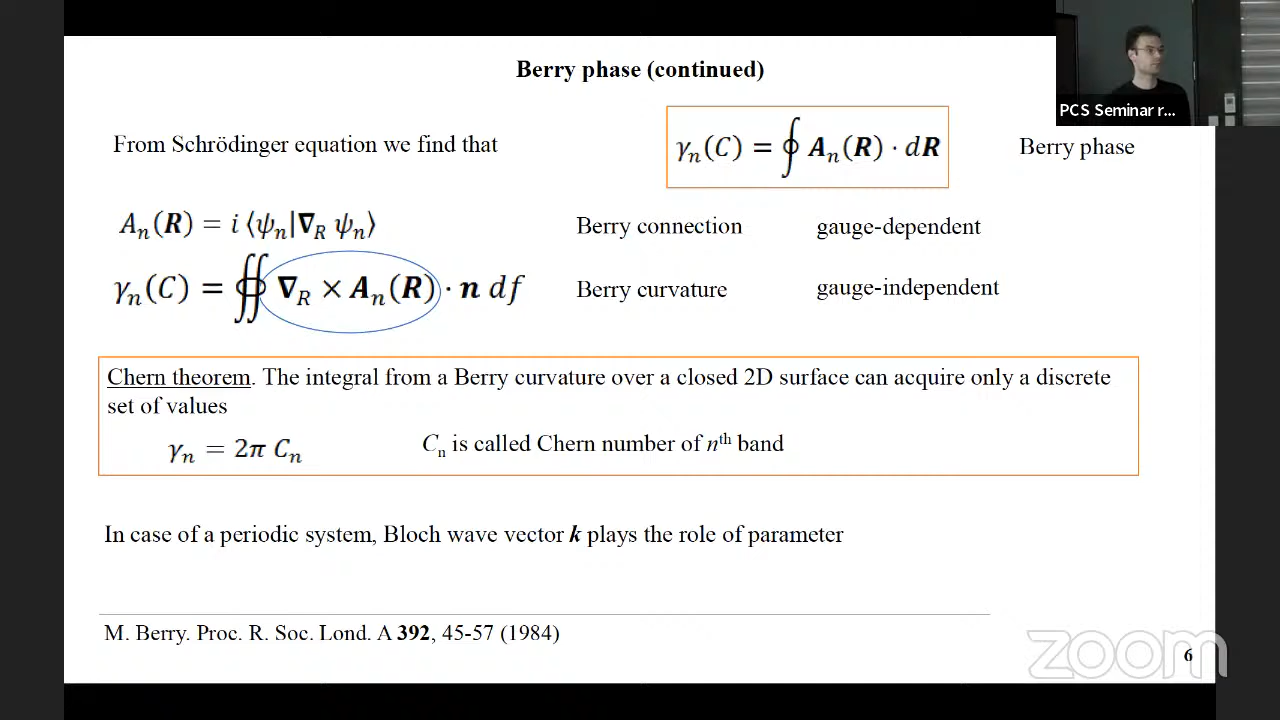 Berry phase (continued)
PCS Seminar r...
From Schrödinger equation we find that
γₙ(C) = ∮ Aₙ(R) · dR
Berry phase
Aₙ(R) = i ⟨ψₙ|∇_R ψₙ⟩
Berry connection
gauge-dependent
γₙ(C) = ∯ ∇_R × Aₙ(R) · n df
Berry curvature
gauge-independent
Chern theorem. The integral from a Berry curvature over a closed 2D surface can acquire only a discrete
set of values
γₙ = 2π Cₙ
Cₙ is called Chern number of nᵗʰ band
In case of a periodic system, Bloch wave vector k plays the role of parameter
M. Berry. Proc. R. Soc. Lond. A 392, 45-57 (1984)
zoom
6